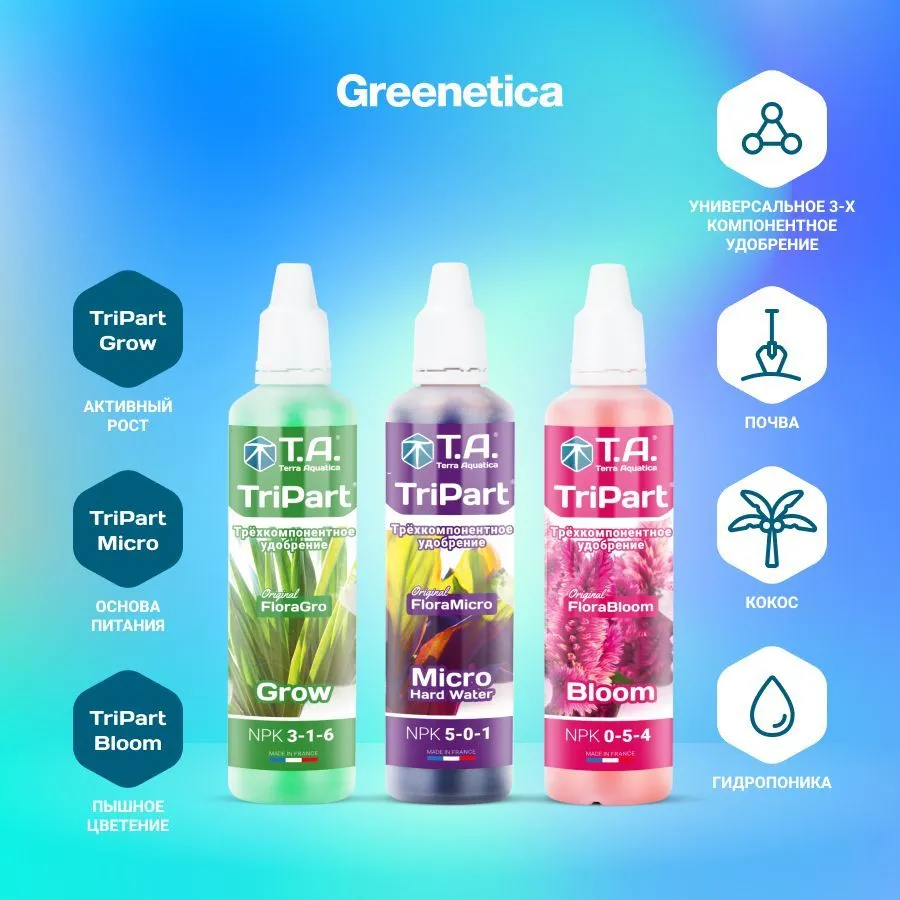 Greenetica
УНИВЕРСАЛЬНОЕ 3-Х
КОМПОНЕНТНОЕ
УДОБРЕНИЕ
TriPart
Grow
АКТИВНЫЙ
РОСТ
TriPart
Micro
ОСНОВА
ПИТАНИЯ
TriPart
Bloom
ПЫШНОЕ
ЦВЕТЕНИЕ
T.A.®
Terra Aquatica
TriPart®
Трёхкомпонентное
удобрение
Original
FloraGro
Grow
NPK 3-1-6
MADE IN FRANCE
T.A.®
Terra Aquatica
TriPart®
Трёхкомпонентное
удобрение
Original
FloraMicro
Micro
Hard Water
NPK 5-0-1
MADE IN FRANCE
T.A.®
Terra Aquatica
TriPart®
Трёхкомпонентное
удобрение
Original
FloraBloom
Bloom
NPK 0-5-4
MADE IN FRANCE
ПОЧВА
КОКОС
ГИДРОПОНИКА